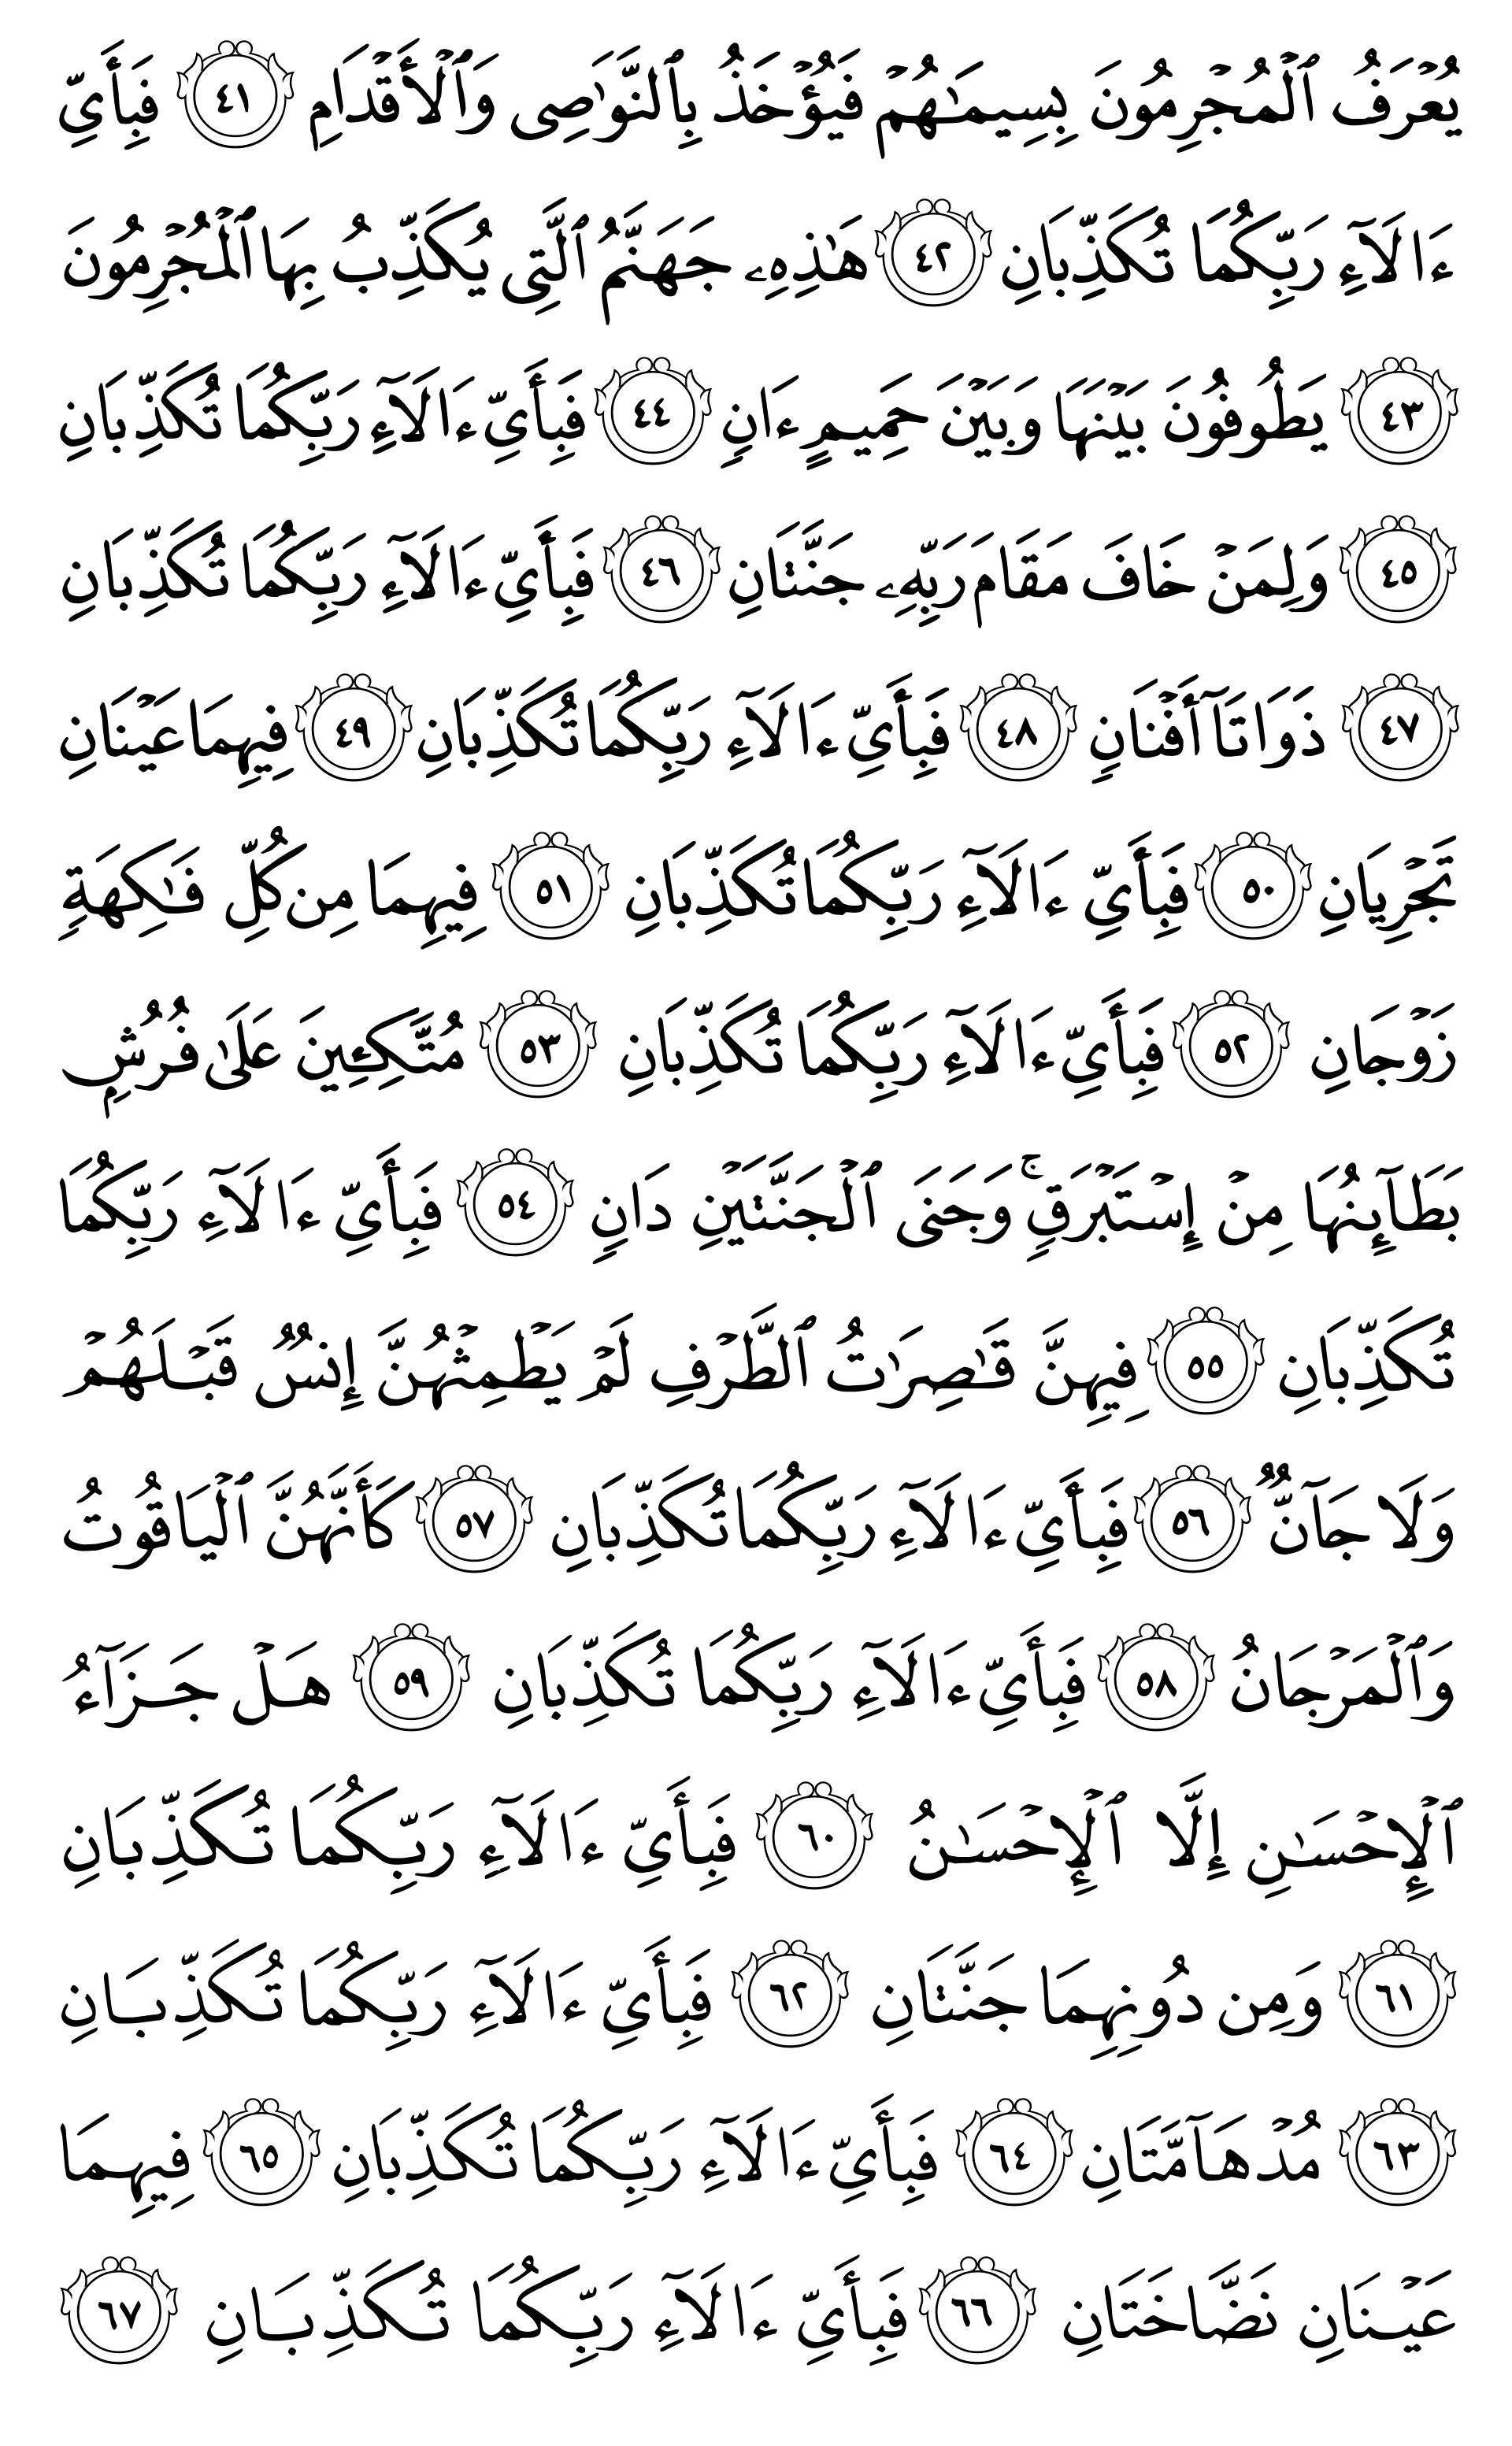 يُعۡرَفُ ٱلۡمُجۡرِمُونَ بِسِيمَٰهُمۡ فَيُؤۡخَذُ بِٱلنَّوَٰصِى وَٱلۡأَقۡدَامِ ٤١ فَبِأَىِّ
ءَالَآءِ رَبِّكُمَا تُكَذِّبَانِ ٤٢ هَٰذِهِۦ جَهَنَّمُ ٱلَّتِى يُكَذِّبُ بِهَا ٱلۡمُجۡرِمُونَ
٤٣ يَطُوفُونَ بَيۡنَهَا وَبَيۡنَ حَمِيمٍ ءَانٍ ٤٤ فَبِأَىِّ ءَالَآءِ رَبِّكُمَا تُكَذِّبَانِ
٤٥ وَلِمَنۡ خَافَ مَقَامَ رَبِّهِۦ جَنَّتَانِ ٤٦ فَبِأَىِّ ءَالَآءِ رَبِّكُمَا تُكَذِّبَانِ
٤٧ ذَوَاتَآ أَفۡنَانٍ ٤٨ فَبِأَىِّ ءَالَآءِ رَبِّكُمَا تُكَذِّبَانِ ٤٩ فِيهِمَا عَيۡنَانِ
تَجۡرِيَانِ ٥٠ فَبِأَىِّ ءَالَآءِ رَبِّكُمَا تُكَذِّبَانِ ٥١ فِيهِمَا مِن كُلِّ فَٰكِهَةٍ
زَوۡجَانِ ٥٢ فَبِأَىِّ ءَالَآءِ رَبِّكُمَا تُكَذِّبَانِ ٥٣ مُتَّكِـِٔينَ عَلَىٰ فُرُشٍۭ
بَطَآئِنُهَا مِنۡ إِسۡتَبۡرَقٍۚ وَجَنَى ٱلۡجَنَّتَيۡنِ دَانٍ ٥٤ فَبِأَىِّ ءَالَآءِ رَبِّكُمَا
تُكَذِّبَانِ ٥٥ فِيهِنَّ قَٰصِرَٰتُ ٱلطَّرۡفِ لَمۡ يَطۡمِثۡهُنَّ إِنسٌ قَبۡلَهُمۡ
وَلَا جَآنٌّ ٥٦ فَبِأَىِّ ءَالَآءِ رَبِّكُمَا تُكَذِّبَانِ ٥٧ كَأَنَّهُنَّ ٱلۡيَاقُوتُ
وَٱلۡمَرۡجَانُ ٥٨ فَبِأَىِّ ءَالَآءِ رَبِّكُمَا تُكَذِّبَانِ ٥٩ هَلۡ جَزَآءُ
ٱلۡإِحۡسَٰنِ إِلَّا ٱلۡإِحۡسَٰنُ ٦٠ فَبِأَىِّ ءَالَآءِ رَبِّكُمَا تُكَذِّبَانِ
٦١ وَمِن دُونِهِمَا جَنَّتَانِ ٦٢ فَبِأَىِّ ءَالَآءِ رَبِّكُمَا تُكَذِّبَانِ
٦٣ مُدۡهَآمَّتَانِ ٦٤ فَبِأَىِّ ءَالَآءِ رَبِّكُمَا تُكَذِّبَانِ ٦٥ فِيهِمَا
عَيۡنَانِ نَضَّاخَتَانِ ٦٦ فَبِأَىِّ ءَالَآءِ رَبِّكُمَا تُكَذِّبَانِ ٦٧